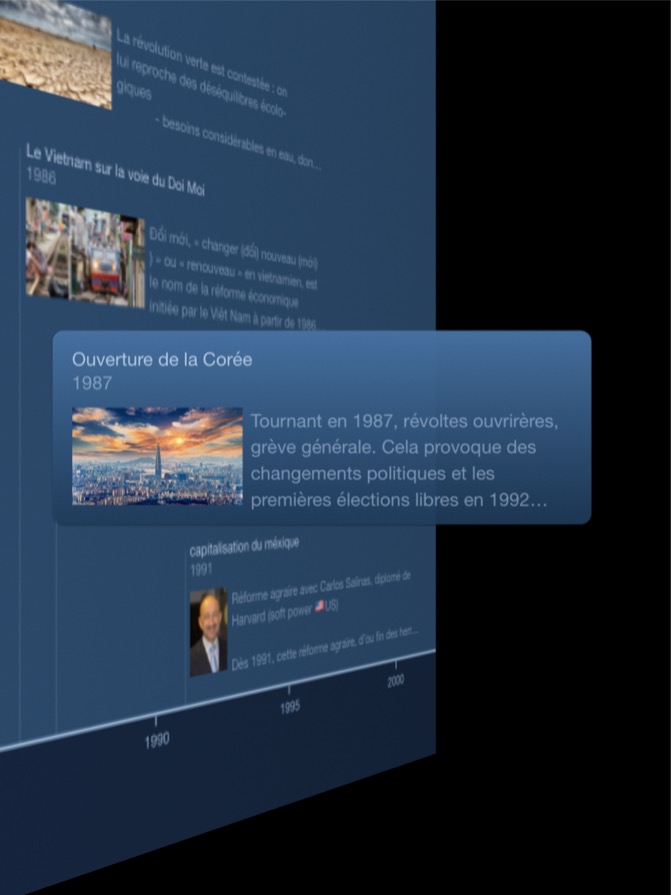 La révolution verte est contestée : on
lui reproche des déséquilibres écolo-
giques
- besoins considérables en eau, don...
Le Vietnam sur la voie du Doi Moi
1986
Đổi mới, « changer (đổi) nouveau (mới)
) » ou « renouveau » en vietnamien, est
le nom de la réforme économique
initiée par le Việt Nam à partir de 1986...
Ouverture de la Corée
1987
Tournant en 1987, révoltes ouvrirères,
grève générale. Cela provoque des
changements politiques et les
premières élections libres en 1992...
capitalisation du méxique
1991
Réforme agraire avec Carlos Salinas, diplomé de
Harvard (soft power 🇺🇸US)
Dès 1991, cette réforme agraire, d'ou fin des herr...
1990
1995
2000